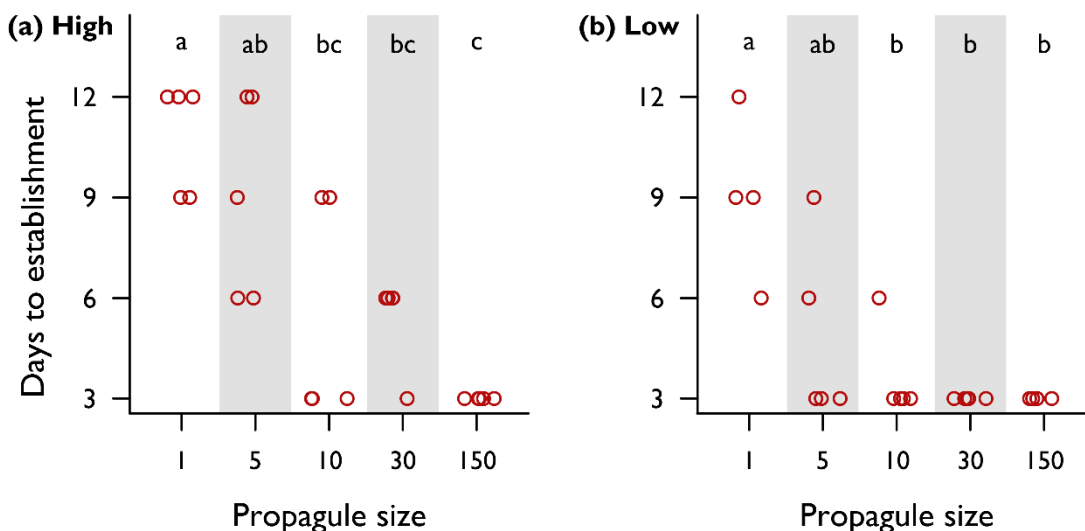 (a) High
a ab bc bc c
Days to establishment
12
9
6
3
1 5 10 30 150
Propagule size
(b) Low
a ab b b b
12
9
6
3
1 5 10 30 150
Propagule size